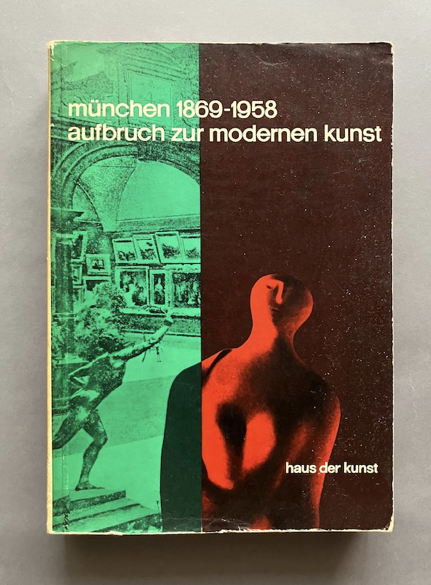 münchen 1869-1958
aufbruch zur modernen kunst
haus der kunst